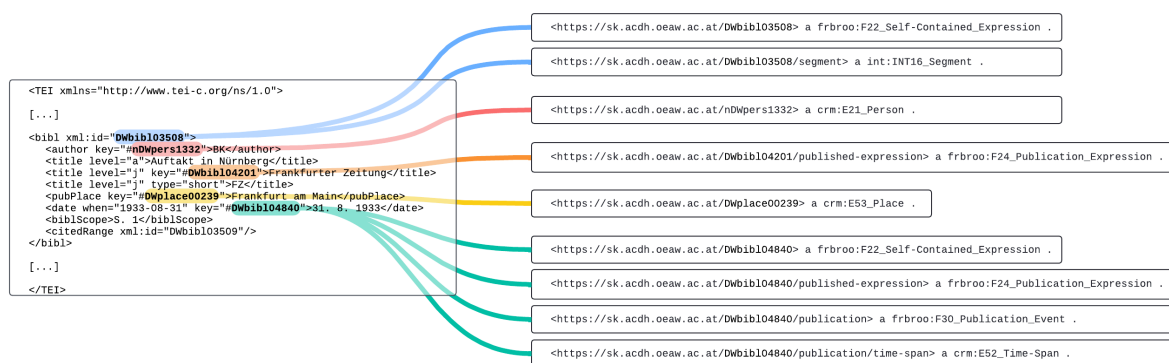 <TEI xmlns="http://www.tei-c.org/ns/1.0">
[...]
<bibl xml:id="DWbibl03508">
<author key="#nDWpers1332">BK</author>
<title level="a">Auftakt in Nürnberg</title>
<title level="j" key="#DWbibl04201">Frankfurter Zeitung</title>
<title level="j" type="short">FZ</title>
<pubPlace key="#DWplace00239">Frankfurt am Main</pubPlace>
<date when="1933-08-31" key="#DWbibl04840">31. 8. 1933</date>
<biblScope>S. 1</biblScope>
<citedRange xml:id="DWbibl03509"/>
</bibl>
[...]
</TEI>
<https://sk.acdh.oeaw.ac.at/DWbibl03508> a frbroo:F22_Self-Contained_Expression .
<https://sk.acdh.oeaw.ac.at/DWbibl03508/segment> a int:INT16_Segment .
<https://sk.acdh.oeaw.ac.at/nDWpers1332> a crm:E21_Person .
<https://sk.acdh.oeaw.ac.at/DWbibl04201/published-expression> a frbroo:F24_Publication_Expression .
<https://sk.acdh.oeaw.ac.at/DWplace00239> a crm:E53_Place .
<https://sk.acdh.oeaw.ac.at/DWbibl04840> a frbroo:F22_Self-Contained_Expression .
<https://sk.acdh.oeaw.ac.at/DWbibl04840/published-expression> a frbroo:F24_Publication_Expression .
<https://sk.acdh.oeaw.ac.at/DWbibl04840/publication> a frbroo:F30_Publication_Event .
<https://sk.acdh.oeaw.ac.at/DWbibl04840/publication/time-span> a crm:E52_Time-Span .